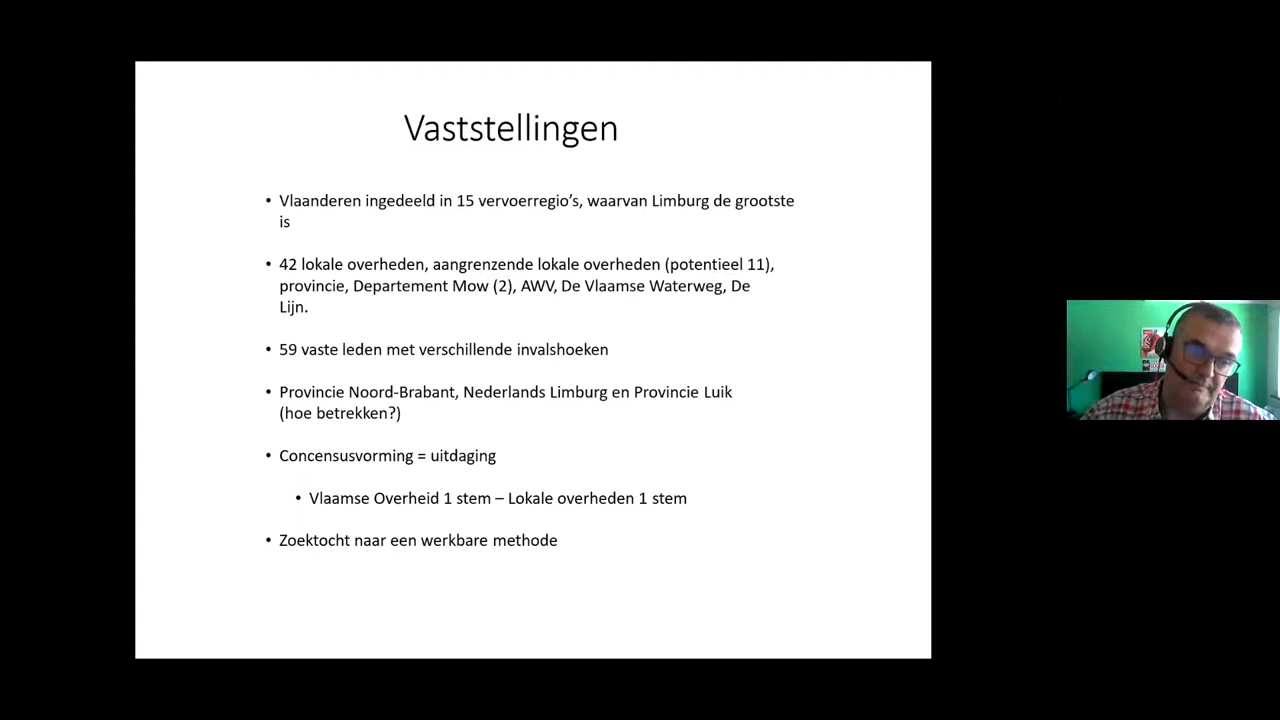 Vaststellingen
• Vlaanderen ingedeeld in 15 vervoerregio’s, waarvan Limburg de grootste
is
• 42 lokale overheden, aangrenzende lokale overheden (potentieel 11),
provincie, Departement Mow (2), AWV, De Vlaamse Waterweg, De
Lijn.
• 59 vaste leden met verschillende invalshoeken
• Provincie Noord-Brabant, Nederlands Limburg en Provincie Luik
(hoe betrekken?)
• Concensusvorming = uitdaging
• Vlaamse Overheid 1 stem – Lokale overheden 1 stem
• Zoektocht naar een werkbare methode